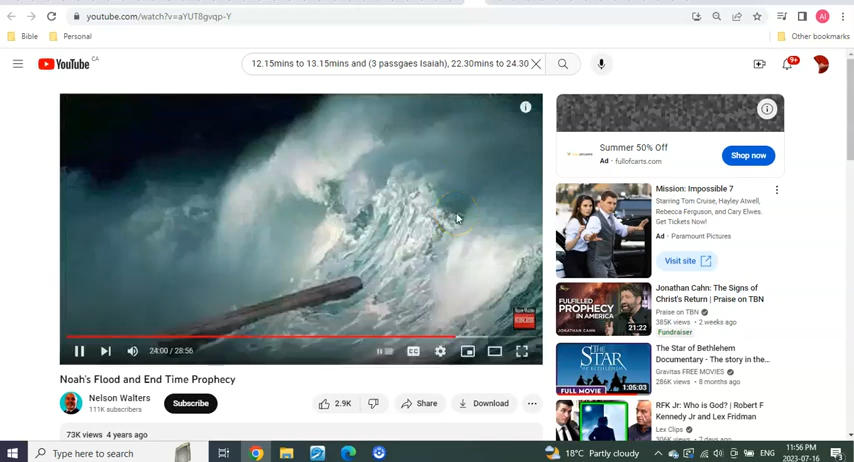 youtube.com/watch?v=aYUT8gvqp-Y
AI
Bible
Personal
Other bookmarks
YouTube CA
12.15mins to 13.15mins and (3 passgaes Isaiah), 22.30mins to 24.30
9+
24:00 / 28:56
Noah's Flood and End Time Prophecy
Nelson Walters
111K subscribers
Subscribe
2.9K
Share
Download
73K views 4 years ago
Summer 50% Off
Ad · fullofcarts.com
Shop now
Mission: Impossible 7
Starring Tom Cruise, Hayley Atwell,
Rebecca Ferguson, and Cary Elwes.
Get Tickets Now!
Ad · Paramount Pictures
Visit site
FULFILLED
PROPHECY
IN AMERICA
JONATHAN CAHN
21:22
Jonathan Cahn: The Signs of
Christ's Return | Praise on TBN
Praise on TBN
385K views · 2 weeks ago
Fundraiser
THE STAR
OF BETHLEHEM
FULL MOVIE
1:05:03
The Star of Bethlehem
Documentary - The story in the...
Gravitas FREE MOVIES
286K views · 8 months ago
RFK Jr: Who is God? | Robert F
Kennedy Jr and Lex Fridman
Lex Clips
Type here to search
18°C Partly cloudy
ENG
11:56 PM
2023-07-16
3